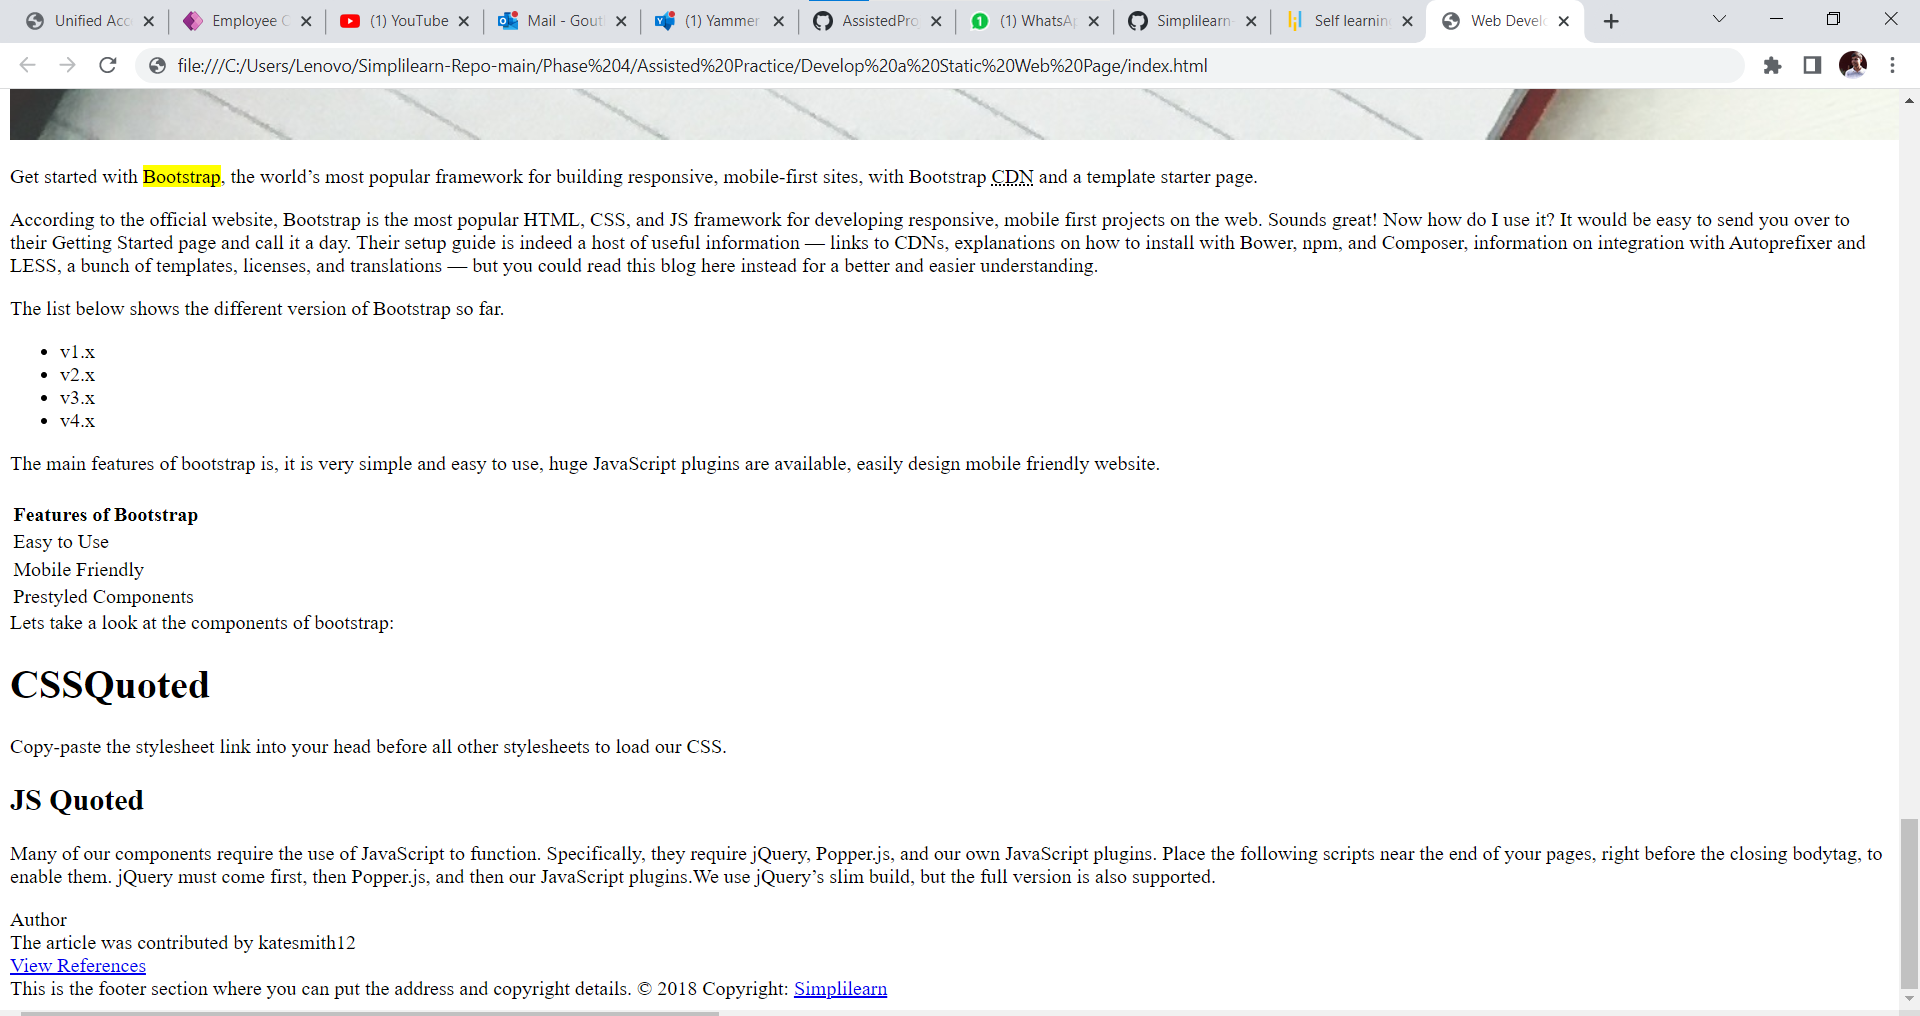 Unified Acc
Employee C
(1) YouTube
Mail - Gout
(1) Yammer
AssistedPro
(1) WhatsAp
Simplilearn-
Self learning
Web Develo
file:///C:/Users/Lenovo/Simplilearn-Repo-main/Phase%204/Assisted%20Practice/Develop%20a%20Static%20Web%20Page/index.html
Get started with Bootstrap, the world’s most popular framework for building responsive, mobile-first sites, with Bootstrap CDN and a template starter page.
According to the official website, Bootstrap is the most popular HTML, CSS, and JS framework for developing responsive, mobile first projects on the web. Sounds great! Now how do I use it? It would be easy to send you over to
their Getting Started page and call it a day. Their setup guide is indeed a host of useful information — links to CDNs, explanations on how to install with Bower, npm, and Composer, information on integration with Autoprefixer and
LESS, a bunch of templates, licenses, and translations — but you could read this blog here instead for a better and easier understanding.
The list below shows the different version of Bootstrap so far.
• v1.x
• v2.x
• v3.x
• v4.x
The main features of bootstrap is, it is very simple and easy to use, huge JavaScript plugins are available, easily design mobile friendly website.
Features of Bootstrap
Easy to Use
Mobile Friendly
Prestyled Components
Lets take a look at the components of bootstrap:
CSSQuoted
Copy-paste the stylesheet link into your head before all other stylesheets to load our CSS.
JS Quoted
Many of our components require the use of JavaScript to function. Specifically, they require jQuery, Popper.js, and our own JavaScript plugins. Place the following scripts near the end of your pages, right before the closing bodytag, to
enable them. jQuery must come first, then Popper.js, and then our JavaScript plugins.We use jQuery’s slim build, but the full version is also supported.
Author
The article was contributed by katesmith12
View References
This is the footer section where you can put the address and copyright details. © 2018 Copyright: Simplilearn